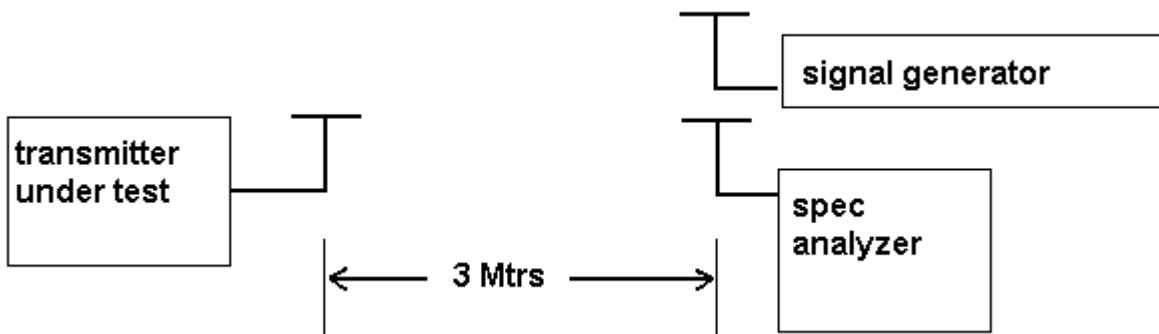 signal generator
transmitter
under test
spec
analyzer
3 Mtrs